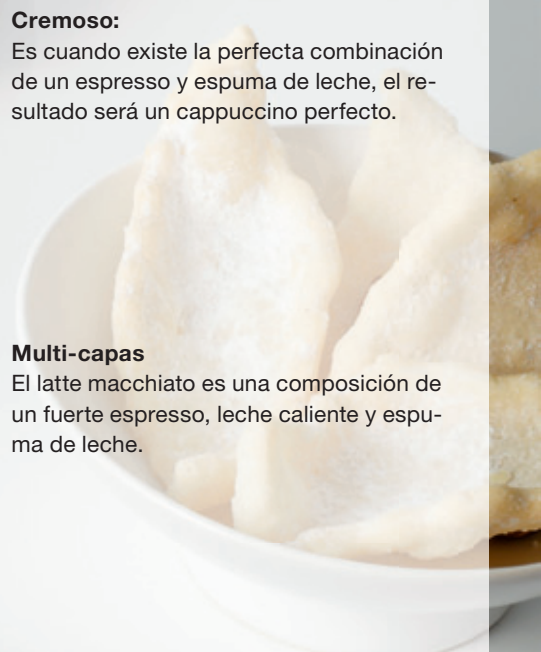 Cremoso:
Es cuando existe la perfecta combinación
de un espresso y espuma de leche, el re-
sultado será un cappuccino perfecto.
Multi-capas
El latte macchiato es una composición de
un fuerte espresso, leche caliente y espu-
ma de leche.